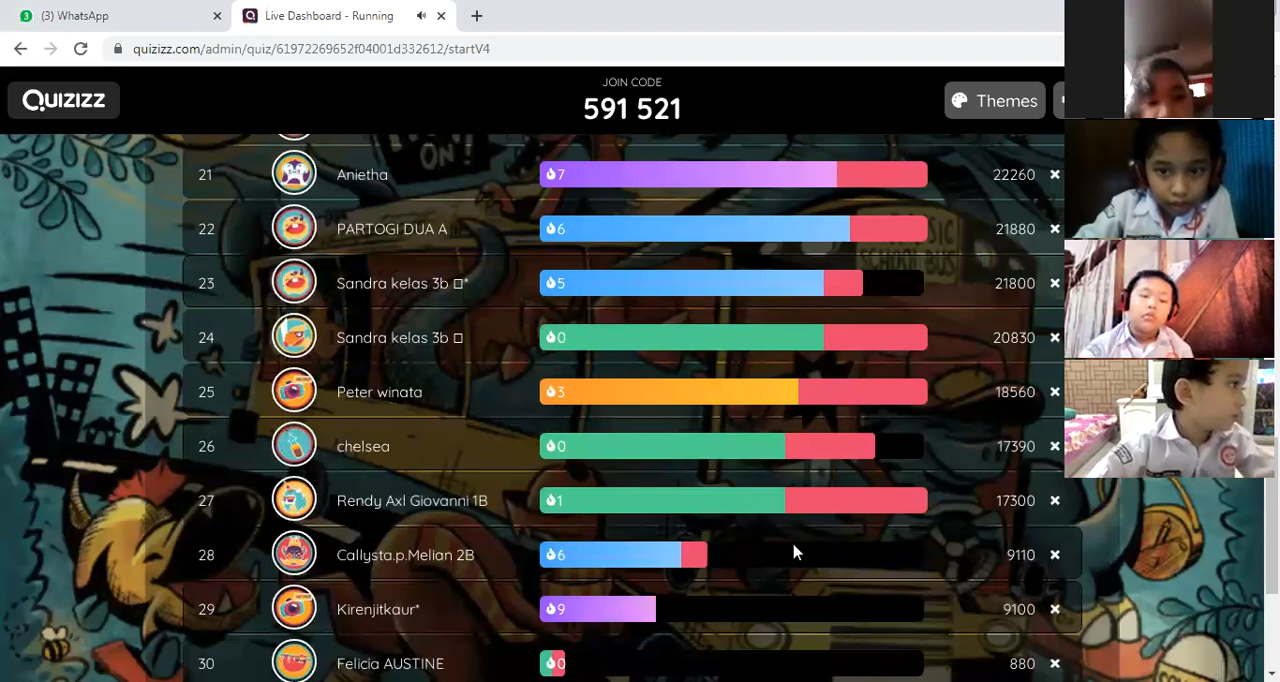 (3) WhatsApp
Live Dashboard - Running
quizizz.com/admin/quiz/61972269652f04001d332612/startV4
QUIZIZZ
JOIN CODE
591 521
Themes
ON!
21 Anietha 7 22260
22 PARTOGI DUA A 6 21880
23 Sandra kelas 3b □* 5 21800
24 Sandra kelas 3b □ 0 20830
25 Peter winata 3 18560
26 chelsea 0 17390
27 Rendy Axl Giovanni 1B 1 17300
28 Callysta.p.Melian 2B 6 9110
29 Kirenjitkaur* 9 9100
30 Felicia AUSTINE 0 880